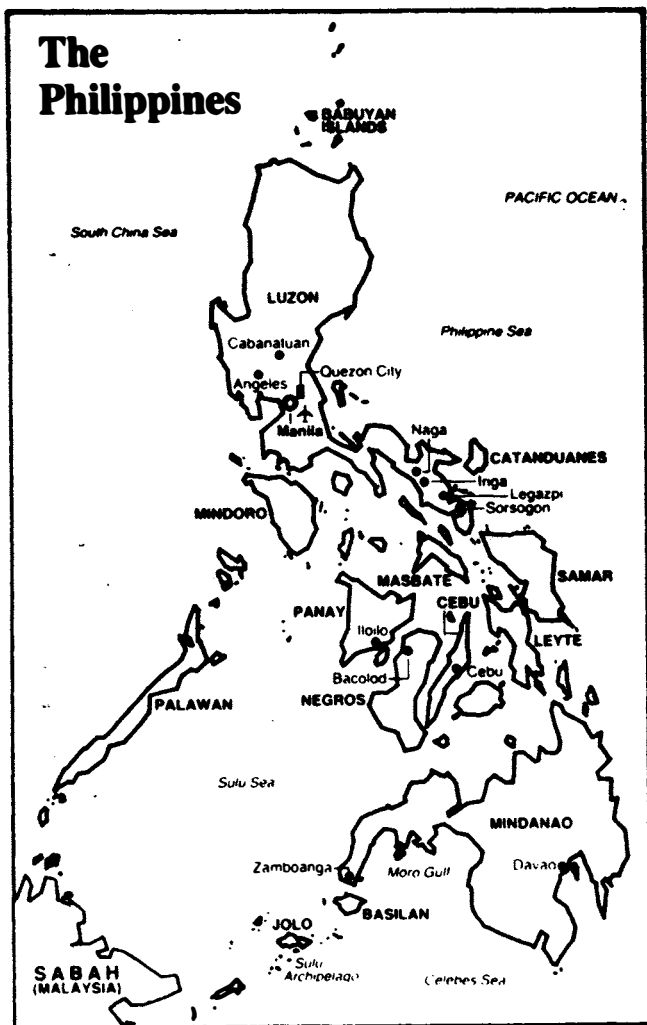 The
Philippines
BABUYAN
ISLANDS
PACIFIC OCEAN
South China Sea
LUZON
Philippine Sea
Cabanatuan
Quezon City
Angeles
Manila
Naga
CATANDUANES
Iriga
Legazpi
Sorsogon
MINDORO
MASBATE
SAMAR
PANAY
CEBU
Iloilo
LEYTE
Bacolod
Cebu
NEGROS
PALAWAN
Sulu Sea
MINDANAO
Zamboanga
Moro Gulf
Davao
BASILAN
JOLO
Sulu
Archipelago
SABAH
(MALAYSIA)
Celebes Sea